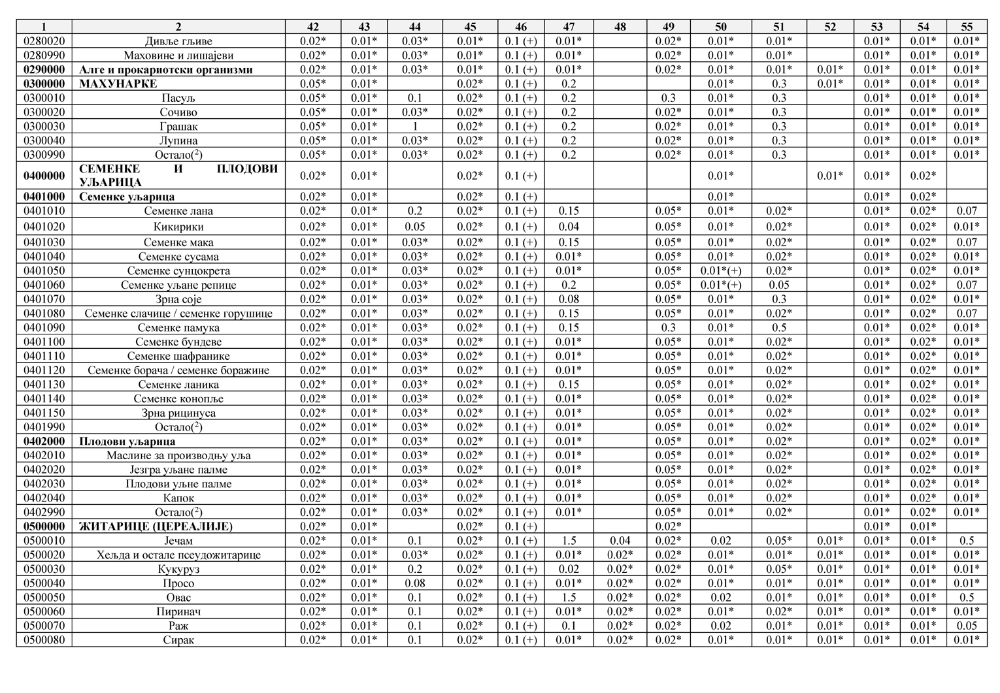 1 2 42 43 44 45 46 47 48 49 50 51 52 53 54 55
0280020 Дивље гљиве 0.02* 0.01* 0.03* 0.01* 0.1 (+) 0.01* 0.02* 0.01* 0.01* 0.01* 0.01* 0.01*
0280990 Маховине и лишајеви 0.02* 0.01* 0.03* 0.01* 0.1 (+) 0.01* 0.02* 0.01* 0.01* 0.01* 0.01* 0.01*
0290000 Алге и прокариотски организми 0.02* 0.01* 0.03* 0.01* 0.1 (+) 0.01* 0.02* 0.01* 0.01* 0.01* 0.01* 0.01* 0.01*
0300000 МАХУНАРКЕ 0.05* 0.01* 0.02* 0.1 (+) 0.2 0.01* 0.3 0.01* 0.01* 0.01* 0.01*
0300010 Пасуљ 0.05* 0.01* 0.1 0.02* 0.1 (+) 0.2 0.3 0.01* 0.3 0.01* 0.01* 0.01*
0300020 Сочиво 0.05* 0.01* 0.03* 0.02* 0.1 (+) 0.2 0.02* 0.01* 0.3 0.01* 0.01* 0.01*
0300030 Грашак 0.05* 0.01* 1 0.02* 0.1 (+) 0.2 0.02* 0.01* 0.3 0.01* 0.01* 0.01*
0300040 Лупина 0.05* 0.01* 0.03* 0.02* 0.1 (+) 0.2 0.02* 0.01* 0.3 0.01* 0.01* 0.01*
0300990 Остало(2) 0.05* 0.01* 0.03* 0.02* 0.1 (+) 0.2 0.02* 0.01* 0.3 0.01* 0.01* 0.01*
0400000 СЕМЕНКЕ И ПЛОДОВИ
УЉАРИЦА 0.02* 0.01* 0.02* 0.1 (+) 0.01* 0.01* 0.01* 0.02*
0401000 Семенке уљарица 0.02* 0.01* 0.02* 0.1 (+) 0.01* 0.01* 0.02*
0401010 Семенке лана 0.02* 0.01* 0.2 0.02* 0.1 (+) 0.15 0.05* 0.01* 0.02* 0.01* 0.02* 0.07
0401020 Кикирики 0.02* 0.01* 0.05 0.02* 0.1 (+) 0.04 0.05* 0.01* 0.02* 0.01* 0.02* 0.01*
0401030 Семенке мака 0.02* 0.01* 0.03* 0.02* 0.1 (+) 0.15 0.05* 0.01* 0.02* 0.01* 0.02* 0.07
0401040 Семенке сусама 0.02* 0.01* 0.03* 0.02* 0.1 (+) 0.01* 0.05* 0.01* 0.02* 0.01* 0.02* 0.01*
0401050 Семенке сунцокрета 0.02* 0.01* 0.03* 0.02* 0.1 (+) 0.01* 0.05* 0.01*(+) 0.02* 0.01* 0.02* 0.01*
0401060 Семенке уљане репице 0.02* 0.01* 0.03* 0.02* 0.1 (+) 0.2 0.05* 0.01*(+) 0.05 0.01* 0.02* 0.07
0401070 Зрна соје 0.02* 0.01* 0.03* 0.02* 0.1 (+) 0.08 0.05* 0.01* 0.3 0.01* 0.02* 0.01*
0401080 Семенке слачице / семенке горушице 0.02* 0.01* 0.03* 0.02* 0.1 (+) 0.15 0.05* 0.01* 0.02* 0.01* 0.02* 0.07
0401090 Семенке памука 0.02* 0.01* 0.03* 0.02* 0.1 (+) 0.15 0.3 0.01* 0.5 0.01* 0.02* 0.01*
0401100 Семенке бундеве 0.02* 0.01* 0.03* 0.02* 0.1 (+) 0.01* 0.05* 0.01* 0.02* 0.01* 0.02* 0.01*
0401110 Семенке шафранике 0.02* 0.01* 0.03* 0.02* 0.1 (+) 0.01* 0.05* 0.01* 0.02* 0.01* 0.02* 0.01*
0401120 Семенке борача / семенке боражине 0.02* 0.01* 0.03* 0.02* 0.1 (+) 0.01* 0.05* 0.01* 0.02* 0.01* 0.02* 0.01*
0401130 Семенке ланика 0.02* 0.01* 0.03* 0.02* 0.1 (+) 0.15 0.05* 0.01* 0.02* 0.01* 0.02* 0.01*
0401140 Семенке конопље 0.02* 0.01* 0.03* 0.02* 0.1 (+) 0.01* 0.05* 0.01* 0.02* 0.01* 0.02* 0.01*
0401150 Зрна рицинуса 0.02* 0.01* 0.03* 0.02* 0.1 (+) 0.01* 0.05* 0.01* 0.02* 0.01* 0.02* 0.01*
0401990 Остало(2) 0.02* 0.01* 0.03* 0.02* 0.1 (+) 0.01* 0.05* 0.01* 0.02* 0.01* 0.02* 0.01*
0402000 Плодови уљарица 0.02* 0.01* 0.03* 0.02* 0.1 (+) 0.01* 0.05* 0.01* 0.02* 0.01* 0.02* 0.01*
0402010 Маслине за производњу уља 0.02* 0.01* 0.03* 0.02* 0.1 (+) 0.01* 0.05* 0.01* 0.02* 0.01* 0.02* 0.01*
0402020 Језгра уљане палме 0.02* 0.01* 0.03* 0.02* 0.1 (+) 0.01* 0.05* 0.01* 0.02* 0.01* 0.02* 0.01*
0402030 Плодови уљне палме 0.02* 0.01* 0.03* 0.02* 0.1 (+) 0.01* 0.05* 0.01* 0.02* 0.01* 0.02* 0.01*
0402040 Капок 0.02* 0.01* 0.03* 0.02* 0.1 (+) 0.01* 0.05* 0.01* 0.02* 0.01* 0.02* 0.01*
0402990 Остало(2) 0.02* 0.01* 0.03* 0.02* 0.1 (+) 0.01* 0.05* 0.01* 0.02* 0.01* 0.02* 0.01*
0500000 ЖИТАРИЦЕ (ЦЕРЕАЛИЈЕ) 0.02* 0.01* 0.02* 0.1 (+) 0.02* 0.01* 0.01*
0500010 Јечам 0.02* 0.01* 0.1 0.02* 0.1 (+) 1.5 0.04 0.02* 0.02 0.05* 0.01* 0.01* 0.01* 0.5
0500020 Хељда и остале псеудожитарице 0.02* 0.01* 0.03* 0.02* 0.1 (+) 0.01* 0.02* 0.02* 0.01* 0.01* 0.01* 0.01* 0.01* 0.01*
0500030 Кукуруз 0.02* 0.01* 0.2 0.02* 0.1 (+) 0.02 0.02* 0.02* 0.01* 0.05* 0.01* 0.01* 0.01* 0.01*
0500040 Просо 0.02* 0.01* 0.08 0.02* 0.1 (+) 0.01* 0.02* 0.02* 0.01* 0.01* 0.01* 0.01* 0.01* 0.01*
0500050 Овас 0.02* 0.01* 0.1 0.02* 0.1 (+) 1.5 0.02* 0.02* 0.02 0.01* 0.01* 0.01* 0.01* 0.5
0500060 Пиринач 0.02* 0.01* 0.1 0.02* 0.1 (+) 0.01* 0.02* 0.02* 0.01* 0.02* 0.01* 0.01* 0.01* 0.01*
0500070 Раж 0.02* 0.01* 0.1 0.02* 0.1 (+) 0.1 0.02* 0.02* 0.02 0.01* 0.01* 0.01* 0.01* 0.05
0500080 Сирак 0.02* 0.01* 0.1 0.02* 0.1 (+) 0.01* 0.02* 0.02* 0.01* 0.01* 0.01* 0.01* 0.01* 0.01*